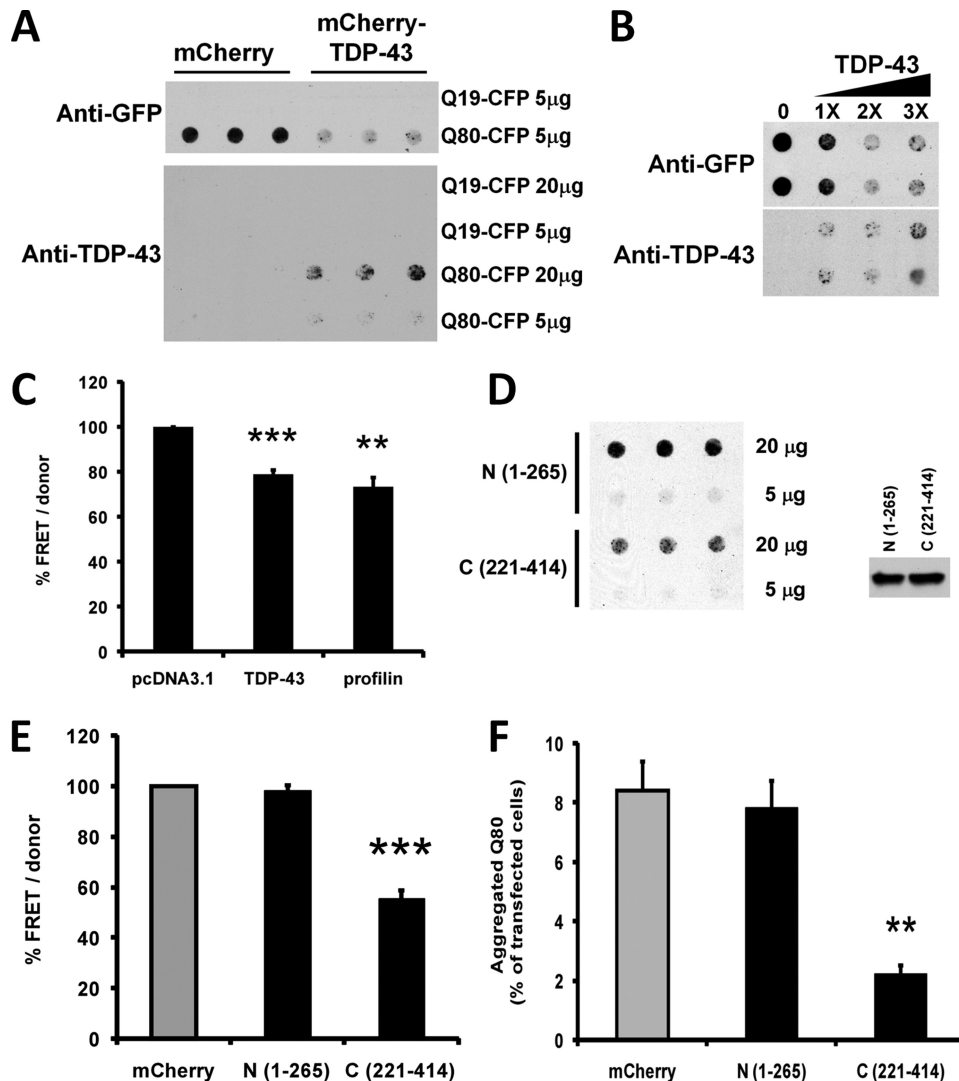 A
mCherry
mCherry-
TDP-43
Anti-GFP
Q19-CFP 5μg
Q80-CFP 5μg
Anti-TDP-43
Q19-CFP 20μg
Q19-CFP 5μg
Q80-CFP 20μg
Q80-CFP 5μg
B
TDP-43
0 1X 2X 3X
Anti-GFP
Anti-TDP-43
C
% FRET / donor
120
100
80
60
40
20
0
***
**
pcDNA3.1 TDP-43 profilin
D
N (1-265)
20 μg
5 μg
C (221-414)
20 μg
5 μg
N (1-265)
C (221-414)
E
% FRET / donor
120
100
80
60
40
20
0
***
mCherry N (1-265) C (221-414)
F
Aggregated Q80
(% of transfected cells)
10
8
6
4
2
0
**
mCherry N (1-265) C (221-414)